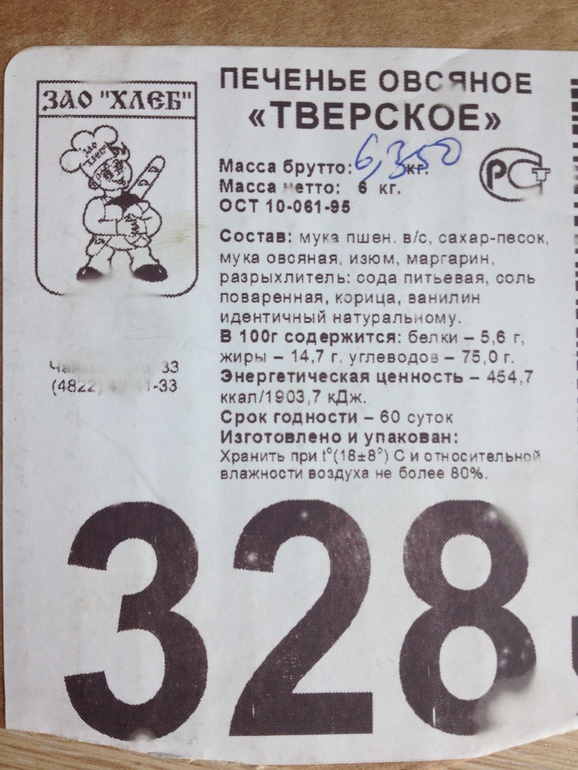 ЗАО "ХЛЕБ"
ПЕЧЕНЬЕ ОВСЯНОЕ
«ТВЕРСКОЕ»
Масса брутто: 6,350 кг.
Масса нетто: 6 кг.
ОСТ 10-061-95
РСТ
Состав: мука пшен. в/с, сахар-песок,
мука овсяная, изюм, маргарин,
разрыхлитель: сода питьевая, соль
поваренная, корица, ванилин
идентичный натуральному.
В 100г содержится: белки – 5,6 г,
жиры – 14,7 г, углеводов – 75,0 г.
Энергетическая ценность – 454,7
ккал/1903,7 кДж.
Срок годности – 60 суток
Изготовлено и упакован:
Хранить при t°(18±8°) С и относительной
влажности воздуха не более 80%.
33
(4822) 11-33
328